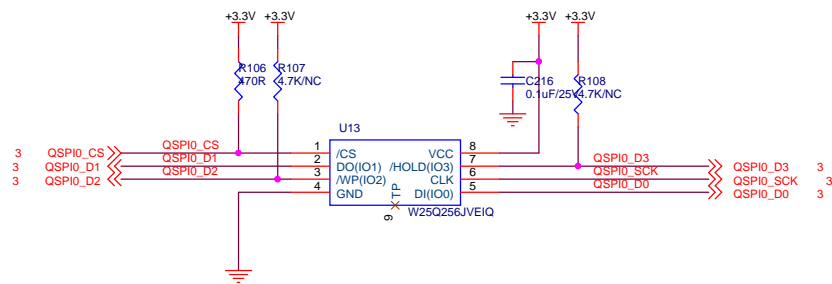 +3.3V +3.3V +3.3V +3.3V
R106 R107 C216 R108
470R 4.7K/NC 0.1uF/25V 4.7K/NC
U13
3 QSPI0_CS QSPI0_CS 1 /CS VCC 8
3 QSPI0_D1 QSPI0_D1 2 DO(IO1) /HOLD(IO3) 7 QSPI0_D3 QSPI0_D3 3
3 QSPI0_D2 QSPI0_D2 3 /WP(IO2) CLK 6 QSPI0_SCK QSPI0_SCK 3
4 GND DI(IO0) 5 QSPI0_D0 QSPI0_D0 3
TP
9 W25Q256JVEIQ